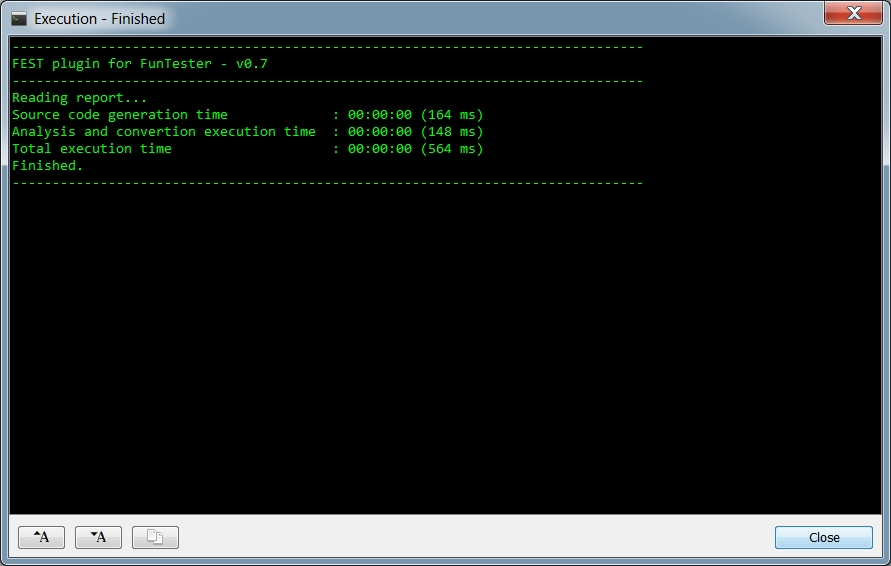 Execution - Finished
-------------------------------------------------------------------------------
FEST plugin for FunTester - v0.7
-------------------------------------------------------------------------------
Reading report...
Source code generation time             : 00:00:00 (164 ms)
Analysis and convertion execution time  : 00:00:00 (148 ms)
Total execution time                    : 00:00:00 (564 ms)
Finished.
-------------------------------------------------------------------------------
A A Close